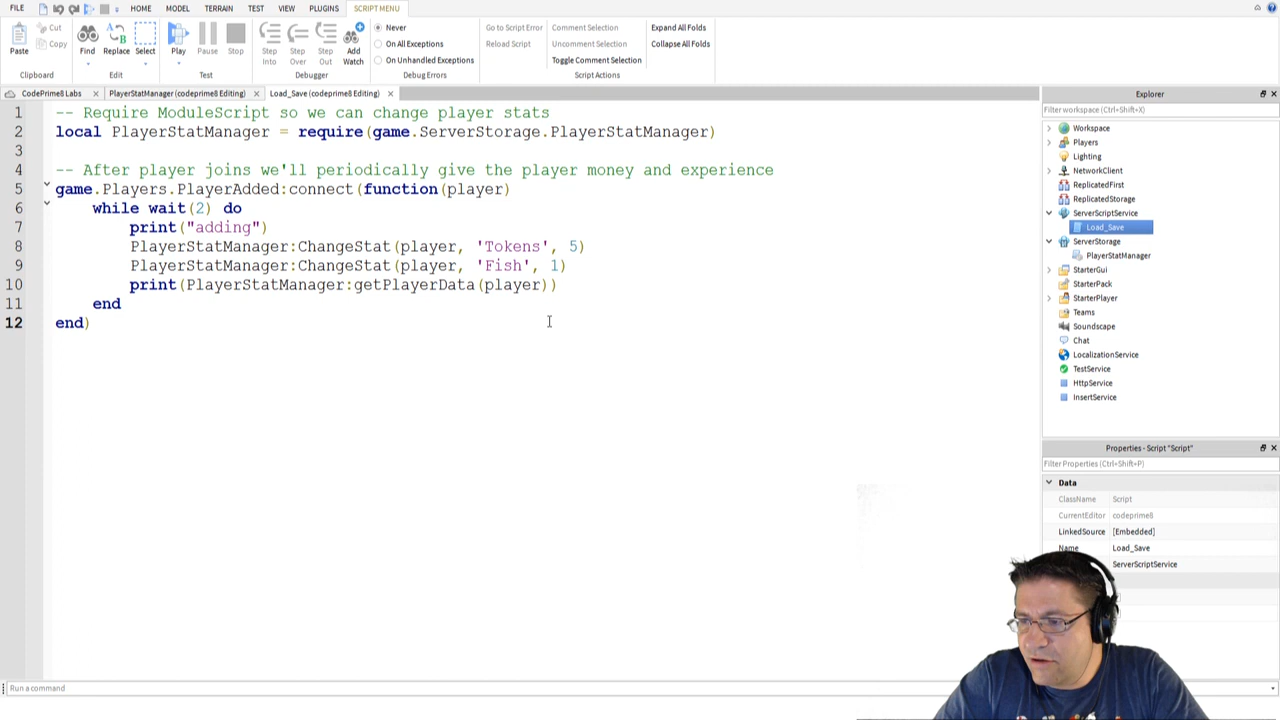 FILE HOME MODEL TERRAIN TEST VIEW PLUGINS SCRIPT MENU
Paste
Cut
Copy
Clipboard
Find
Replace
Select
Edit
Play
Pause
Stop
Test
Step Into
Step Over
Step Out
Add Watch
Debugger
Never
On All Exceptions
On Unhandled Exceptions
Debug Errors
Go to Script Error
Reload Script
Comment Selection
Uncomment Selection
Toggle Comment Selection
Script Actions
Expand All Folds
Collapse All Folds
CodePrime8 Labs × PlayerStatManager (codeprime8 Editing) × Load_Save (codeprime8 Editing) ×
1 -- Require ModuleScript so we can change player stats
2 local PlayerStatManager = require(game.ServerStorage.PlayerStatManager)
3
4 -- After player joins we'll periodically give the player money and experience
5 game.Players.PlayerAdded:connect(function(player)
6 while wait(2) do
7 print("adding")
8 PlayerStatManager:ChangeStat(player, 'Tokens', 5)
9 PlayerStatManager:ChangeStat(player, 'Fish', 1)
10 print(PlayerStatManager:getPlayerData(player))
11 end
12 end)
Explorer
Filter workspace (Ctrl+Shift+X)
Workspace
Players
Lighting
NetworkClient
ReplicatedFirst
ReplicatedStorage
ServerScriptService
Load_Save
ServerStorage
PlayerStatManager
StarterGui
StarterPack
StarterPlayer
Teams
Soundscape
Chat
LocalizationService
TestService
HttpService
InsertService
Properties - Script "Script"
Filter Properties (Ctrl+Shift+P)
Data
ClassName Script
CurrentEditor codeprime8
LinkedSource [Embedded]
Name Load_Save
ServerScriptService
Run a command